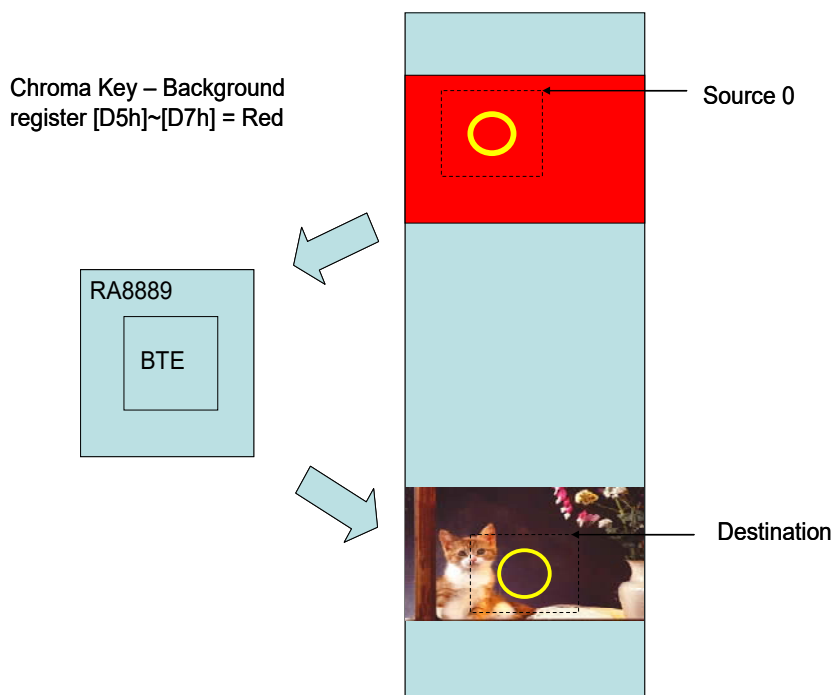 Chroma Key – Background
register [D5h]~[D7h] = Red
Source 0
RA8889
BTE
Destination